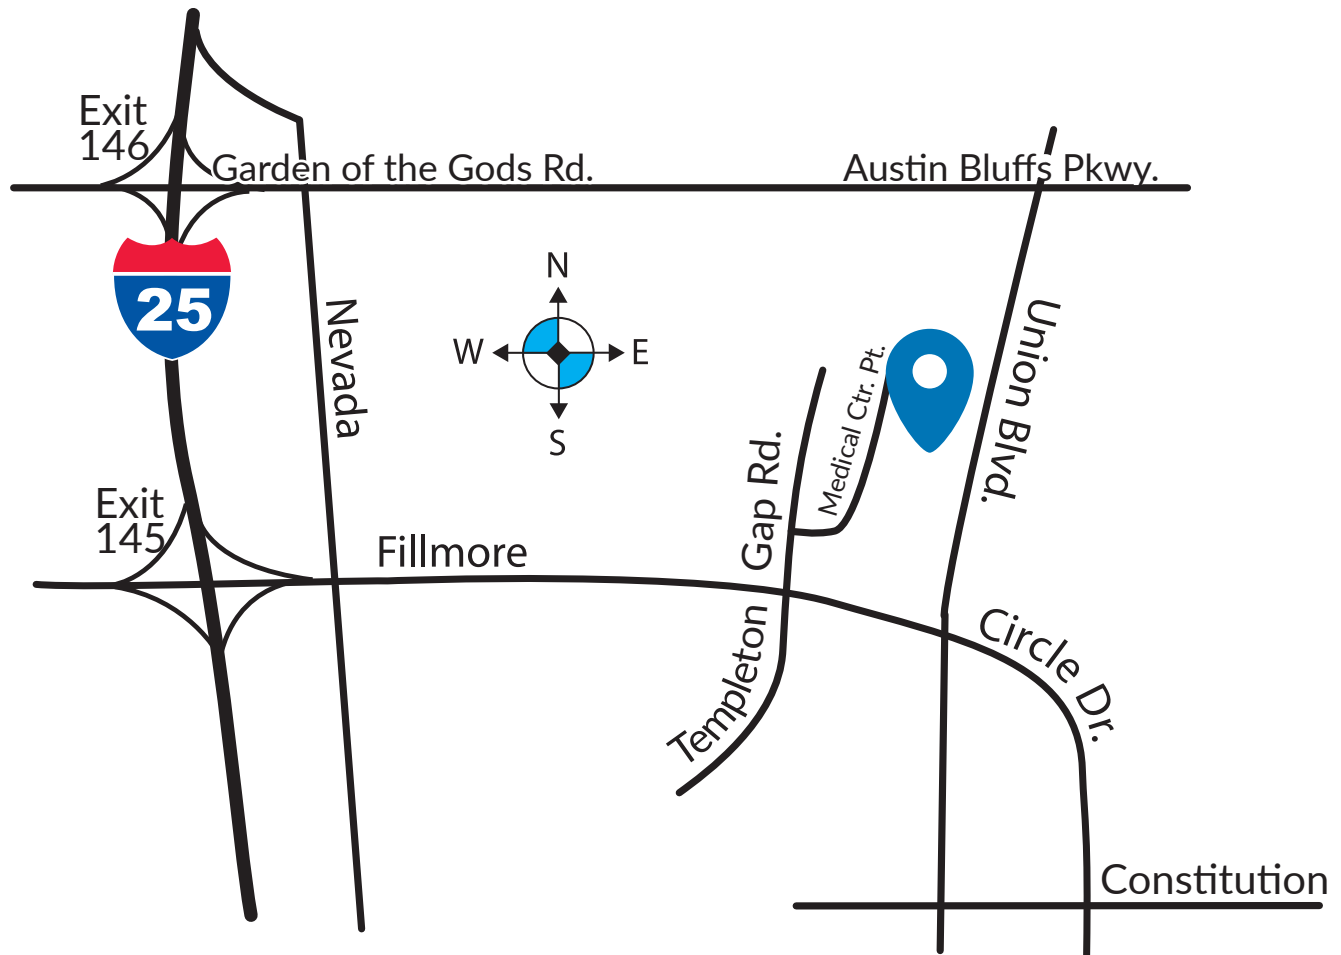 Exit
146
Garden of the Gods Rd.
Austin Bluffs Pkwy.
25
Nevada
N
W
E
S
Union Blvd.
Medical Ctr. Pt.
Templeton Gap Rd.
Exit
145
Fillmore
Circle Dr.
Constitution